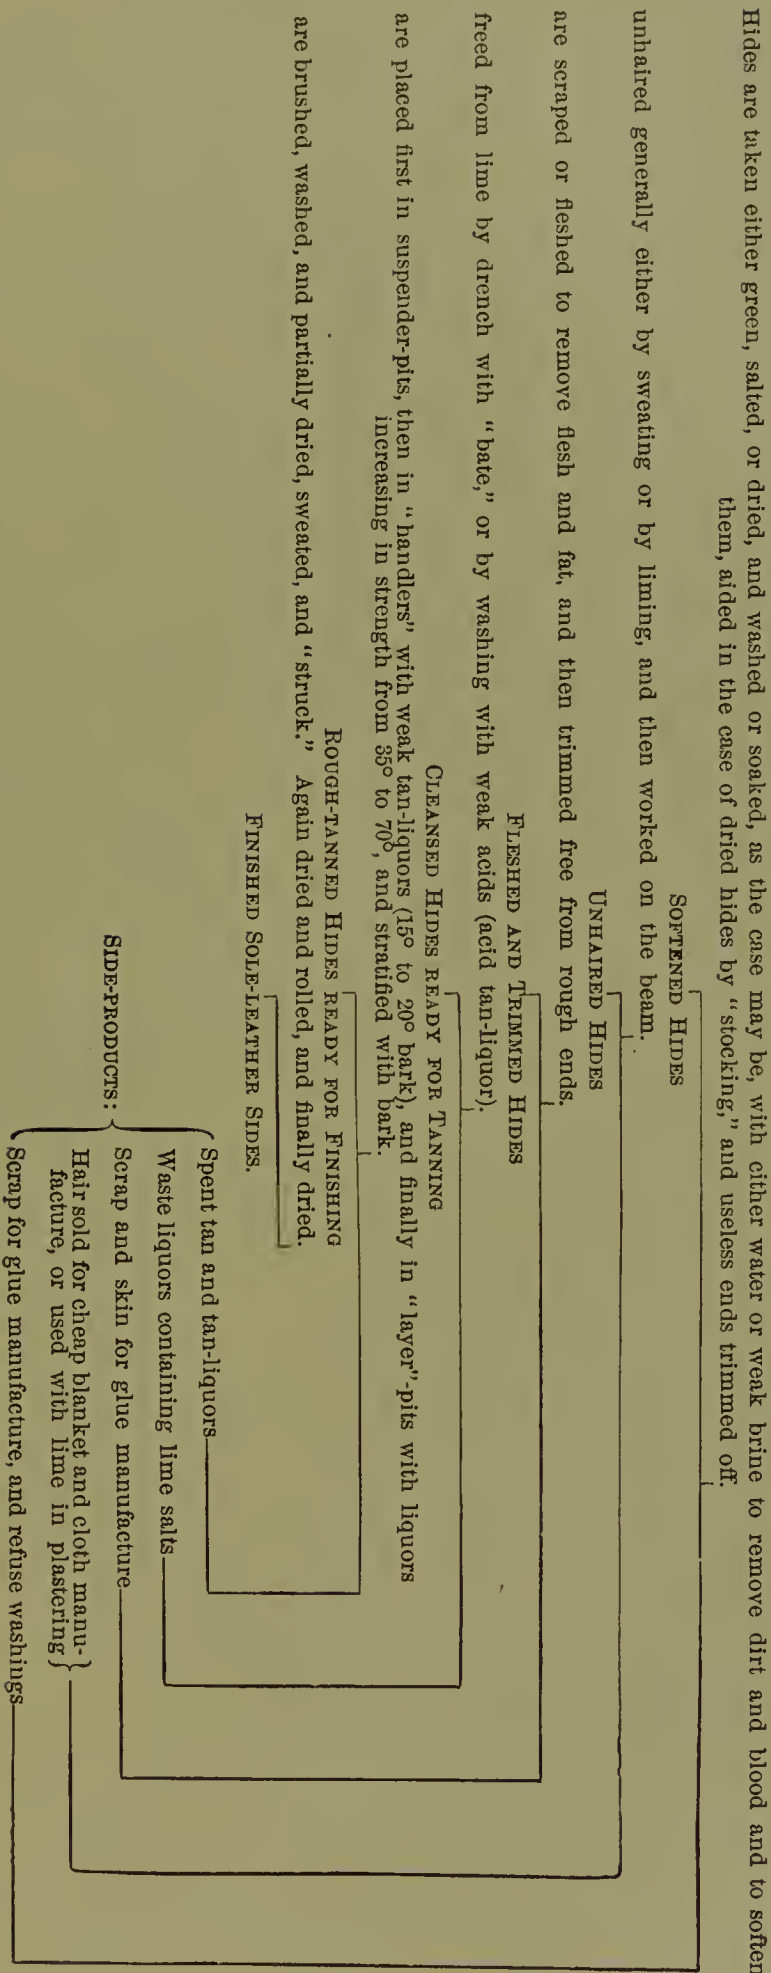 Hides are taken either green, salted, or dried, and washed or soaked, as the case may be, with either water or weak brine to remove dirt and blood and to soften
them, aided in the case of dried hides by "stocking," and useless ends trimmed off.
SOFTENED HIDES
unhaired generally either by sweating or by liming, and then worked on the beam.
UNHAIRED HIDES
are scraped or fleshed to remove flesh and fat, and then trimmed free from rough ends.
FLESHED AND TRIMMED HIDES
freed from lime by drench with "bate," or by washing with weak acids (acid tan-liquor).
CLEANSED HIDES READY FOR TANNING
are placed first in suspender-pits, then in "handlers" with weak tan-liquors (15° to 20° bark), and finally in "layer"-pits with liquors
increasing in strength from 35° to 70°, and stratified with bark.
ROUGH-TANNED HIDES READY FOR FINISHING
are brushed, washed, and partially dried, sweated, and "struck." Again dried and rolled, and finally dried.
FINISHED SOLE-LEATHER SIDES.
SIDE-PRODUCTS:
Spent tan and tan-liquors
Waste liquors containing lime salts
Scrap and skin for glue manufacture
Hair sold for cheap blanket and cloth manu-
facture, or used with lime in plastering
Scrap for glue manufacture, and refuse washings